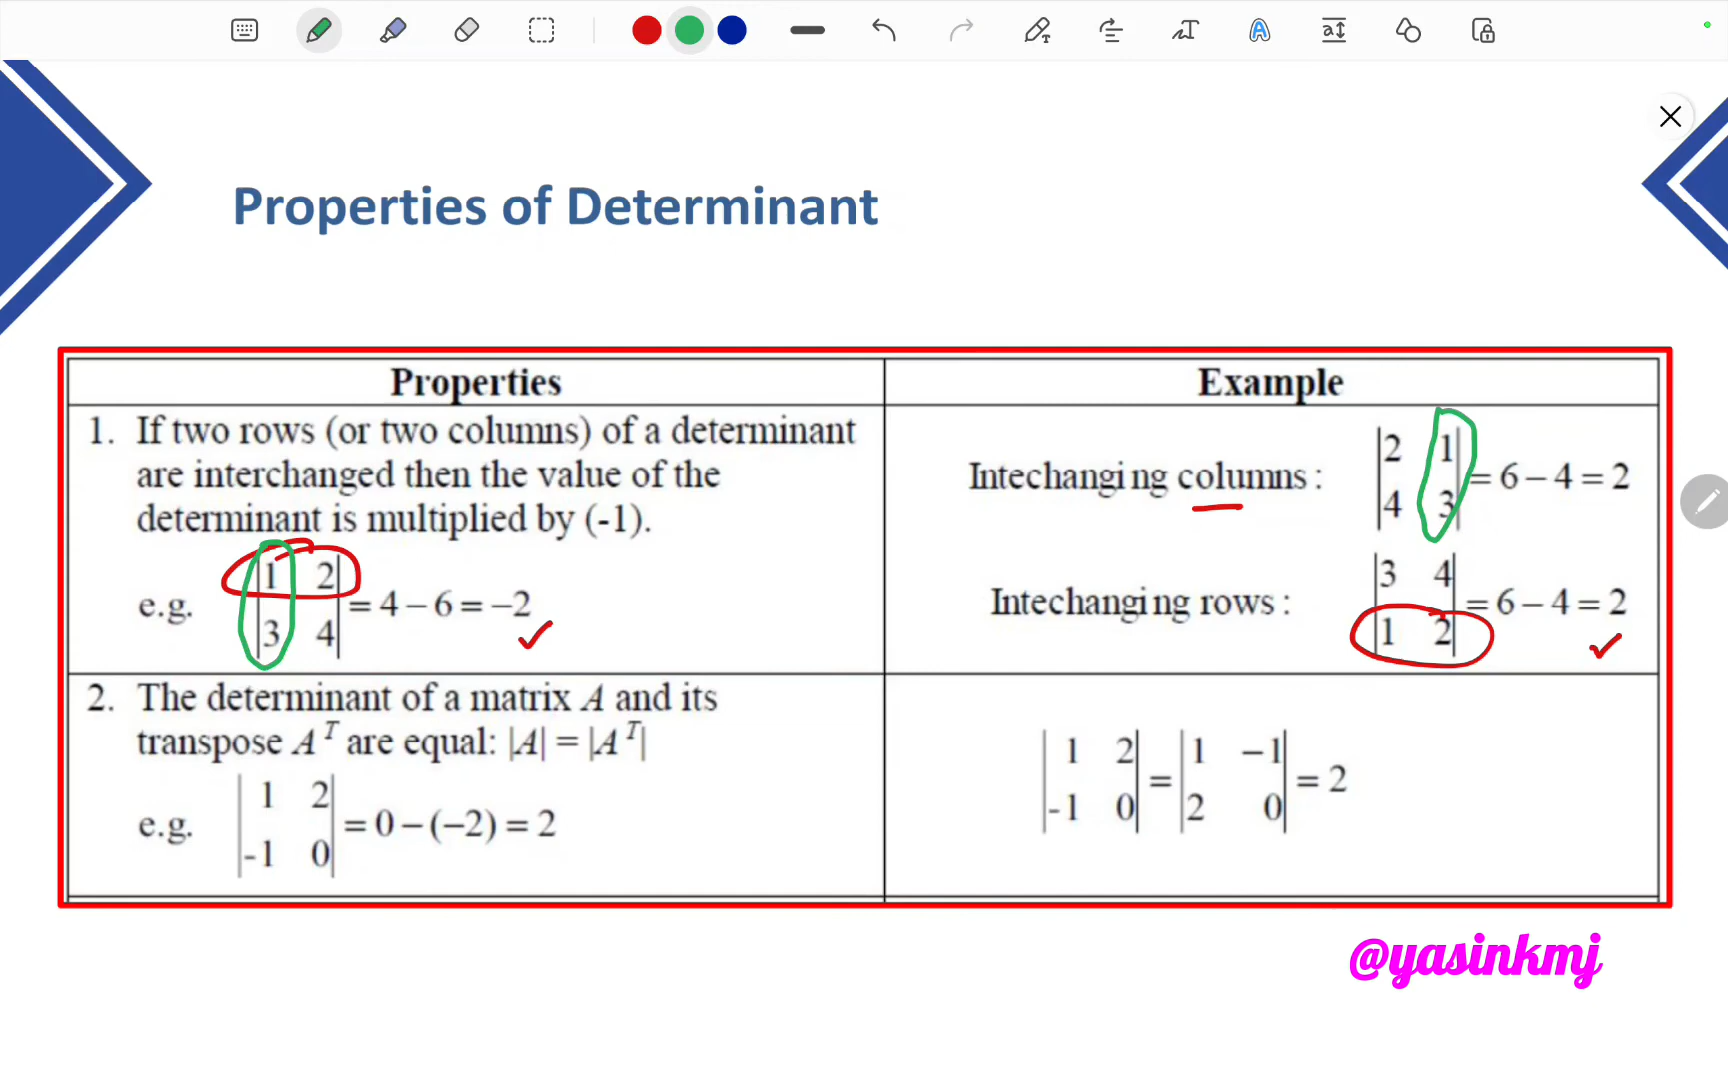 Properties of Determinant
Properties
Example
1. If two rows (or two columns) of a determinant
are interchanged then the value of the
determinant is multiplied by (-1).
e.g. |1 2|
|3 4| = 4 – 6 = –2
Intechanging columns : |2 1|
|4 3| = 6 – 4 = 2
Intechanging rows : |3 4|
|1 2| = 6 – 4 = 2
2. The determinant of a matrix A and its
transpose A^T are equal: |A| = |A^T|
e.g. |1 2|
|-1 0| = 0 – (–2) = 2
|1 2| = |1 –1| = 2
|-1 0| |2 0|
@yasinkmj